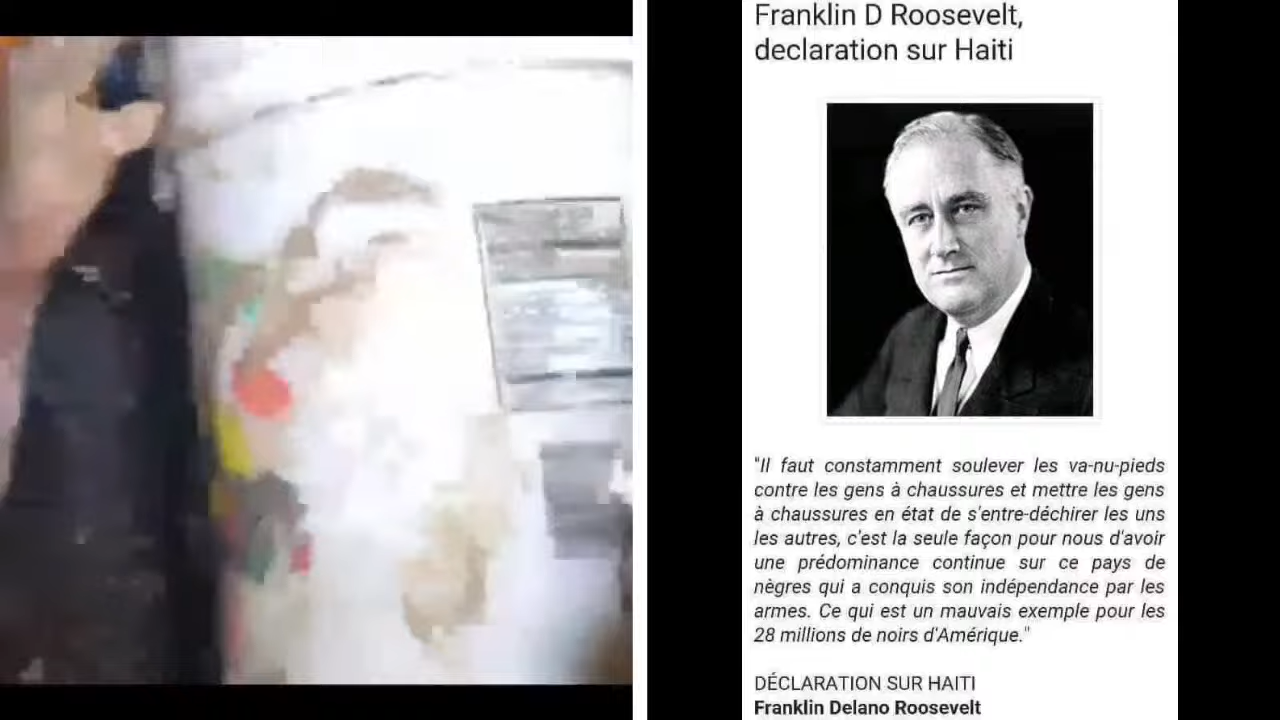 Franklin D Roosevelt,
declaration sur Haiti
"Il faut constamment soulever les va-nu-pieds
contre les gens à chaussures et mettre les gens
à chaussures en état de s'entre-déchirer les uns
les autres, c'est la seule façon pour nous d'avoir
une prédominance continue sur ce pays de
nègres qui a conquis son indépendance par les
armes. Ce qui est un mauvais exemple pour les
28 millions de noirs d'Amérique."
DÉCLARATION SUR HAITI
Franklin Delano Roosevelt